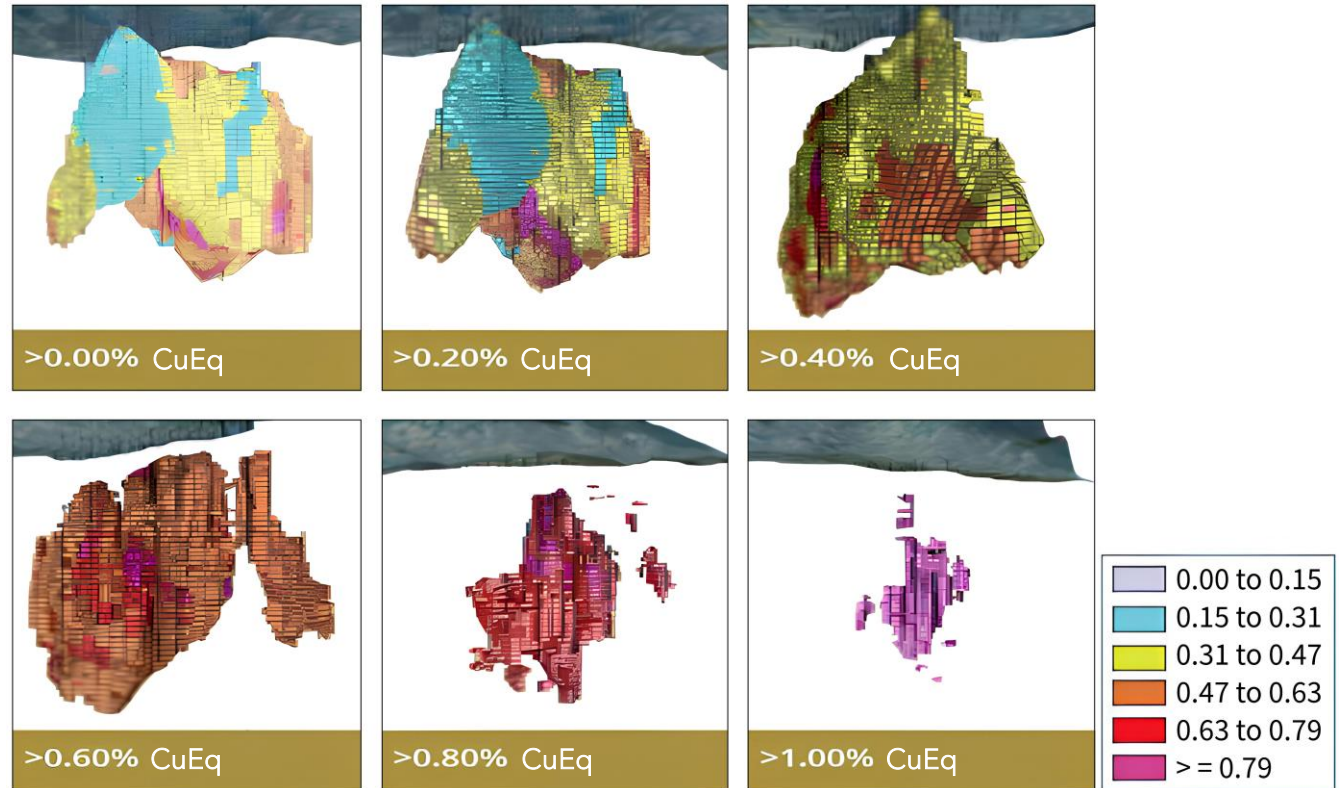 >0.00% CuEq
>0.20% CuEq
>0.40% CuEq
>0.60% CuEq
>0.80% CuEq
>1.00% CuEq
0.00 to 0.15
0.15 to 0.31
0.31 to 0.47
0.47 to 0.63
0.63 to 0.79
> = 0.79